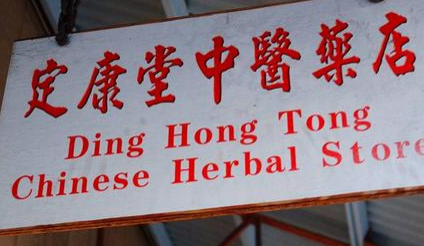 定康堂中醫藥店
Ding Hong Tong
Chinese Herbal Store